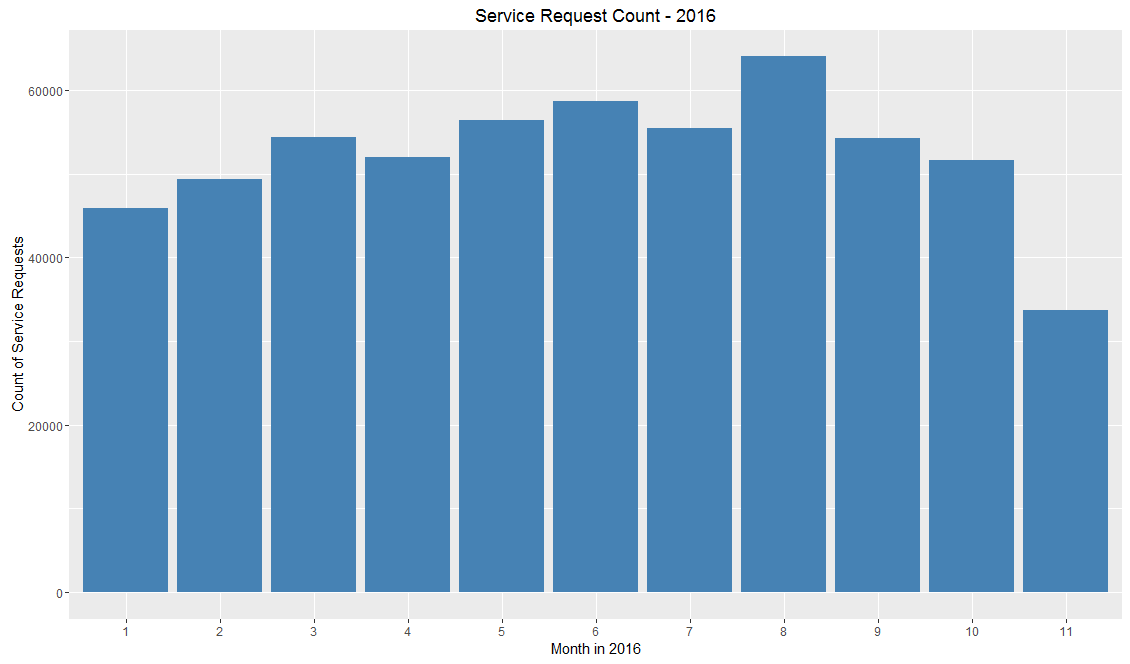 Service Request Count - 2016
Count of Service Requests
60000
40000
20000
0
1 2 3 4 5 6 7 8 9 10 11
Month in 2016